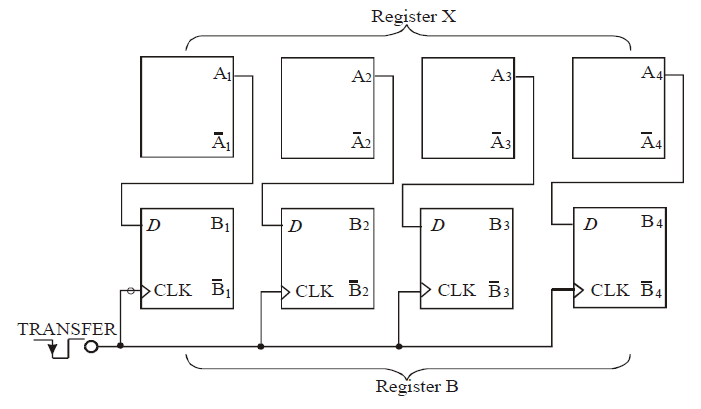 Register X
A1 A2 A3 A4
A̅1 A̅2 A̅3 A̅4
D B1 D B2 D B3 D B4
CLK B̅1 CLK B̅2 CLK B̅3 CLK B̅4
TRANSFER
Register B